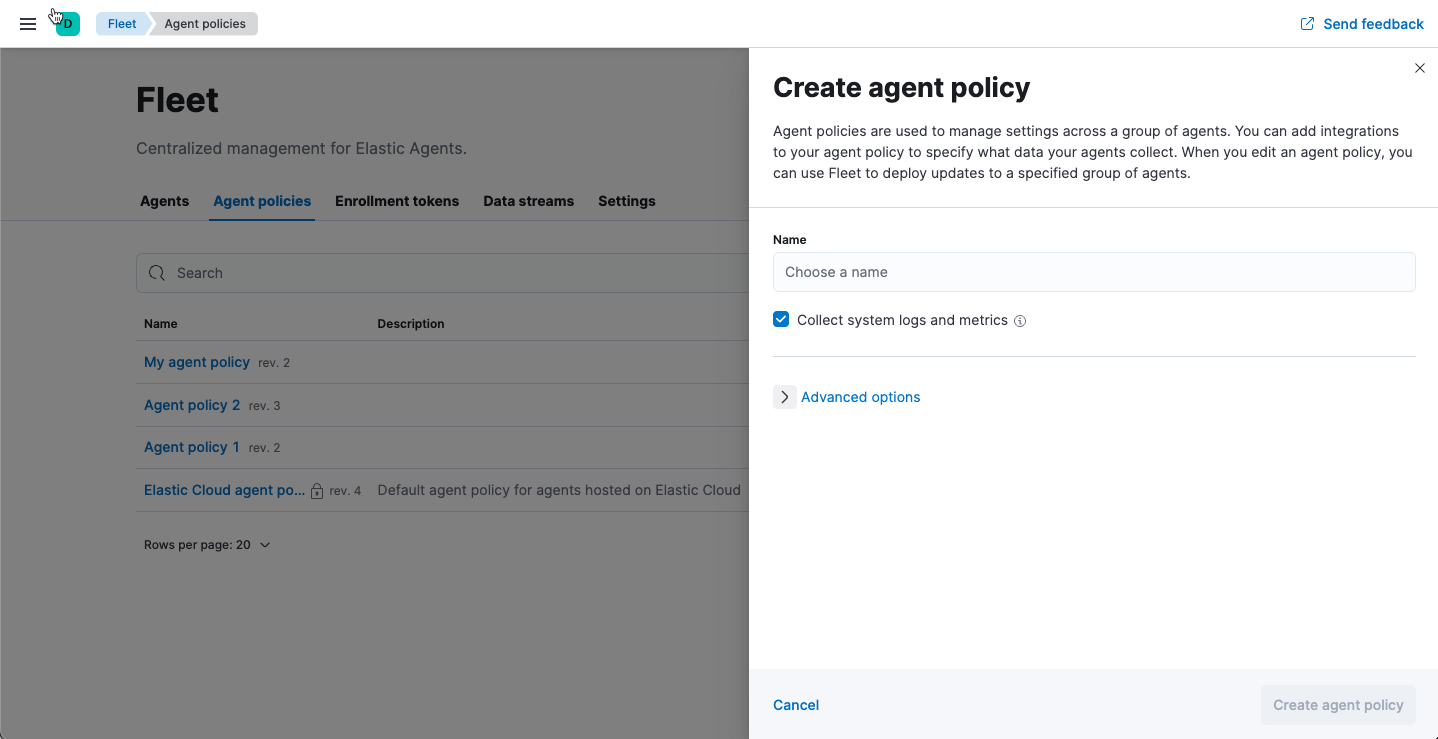 D
Fleet
Agent policies
Send feedback
Fleet
Centralized management for Elastic Agents.
Agents
Agent policies
Enrollment tokens
Data streams
Settings
Search
Name
Description
My agent policy rev. 2
Agent policy 2 rev. 3
Agent policy 1 rev. 2
Elastic Cloud agent po... rev. 4 Default agent policy for agents hosted on Elastic Cloud
Rows per page: 20
Create agent policy
Agent policies are used to manage settings across a group of agents. You can add integrations
to your agent policy to specify what data your agents collect. When you edit an agent policy, you
can use Fleet to deploy updates to a specified group of agents.
Name
Choose a name
Collect system logs and metrics
Advanced options
Cancel
Create agent policy